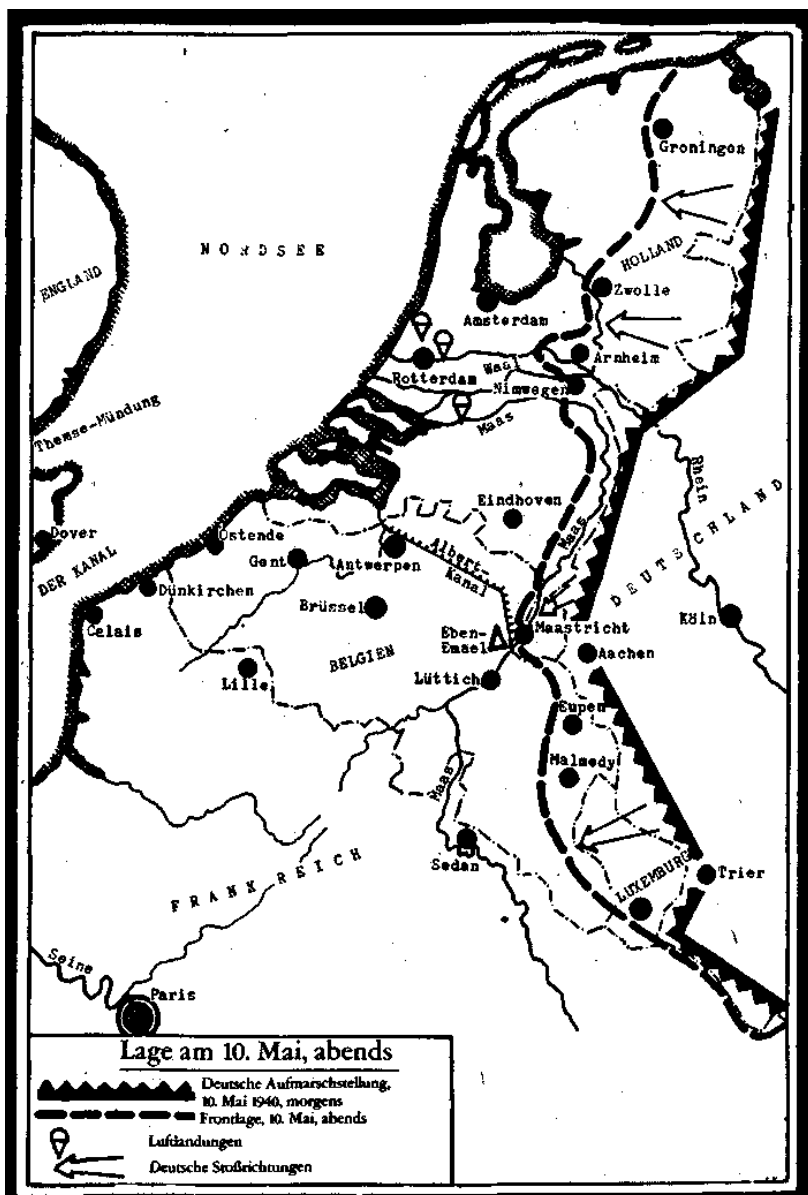 Groningen
NORDSEE
HOLLAND
ENGLAND
Zwolle
Amsterdam
Arnheim
Waal
Rotterdam
Nimwegen
Maas
Themse-Mündung
Rhein
DEUTSCHLAND
Eindhoven
Dover
Ostende
Albert-
Kanal
Maas
DER KANAL
Gent
Antwerpen
Dünkirchen
Brüssel
Calais
Eben-
Emael
Maastricht
Köln
BELGIEN
Aachen
Lille
Lüttich
Eupen
Malmedy
Maas
Sedan
FRANKREICH
LUXEMBURG
Trier
Seine
Paris
Lage am 10. Mai, abends
Deutsche Aufmarschstellung,
10. Mai 1940, morgens
Frontlage, 10. Mai, abends
Luftlandungen
Deutsche Stoßrichtungen